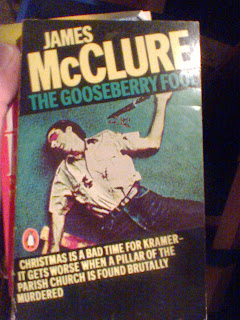 JAMES
McCLURE
THE GOOSEBERRY FOOL
CHRISTMAS IS A BAD TIME FOR KRAMER–
IT GETS WORSE WHEN A PILLAR OF THE
PARISH CHURCH IS FOUND BRUTALLY
MURDERED